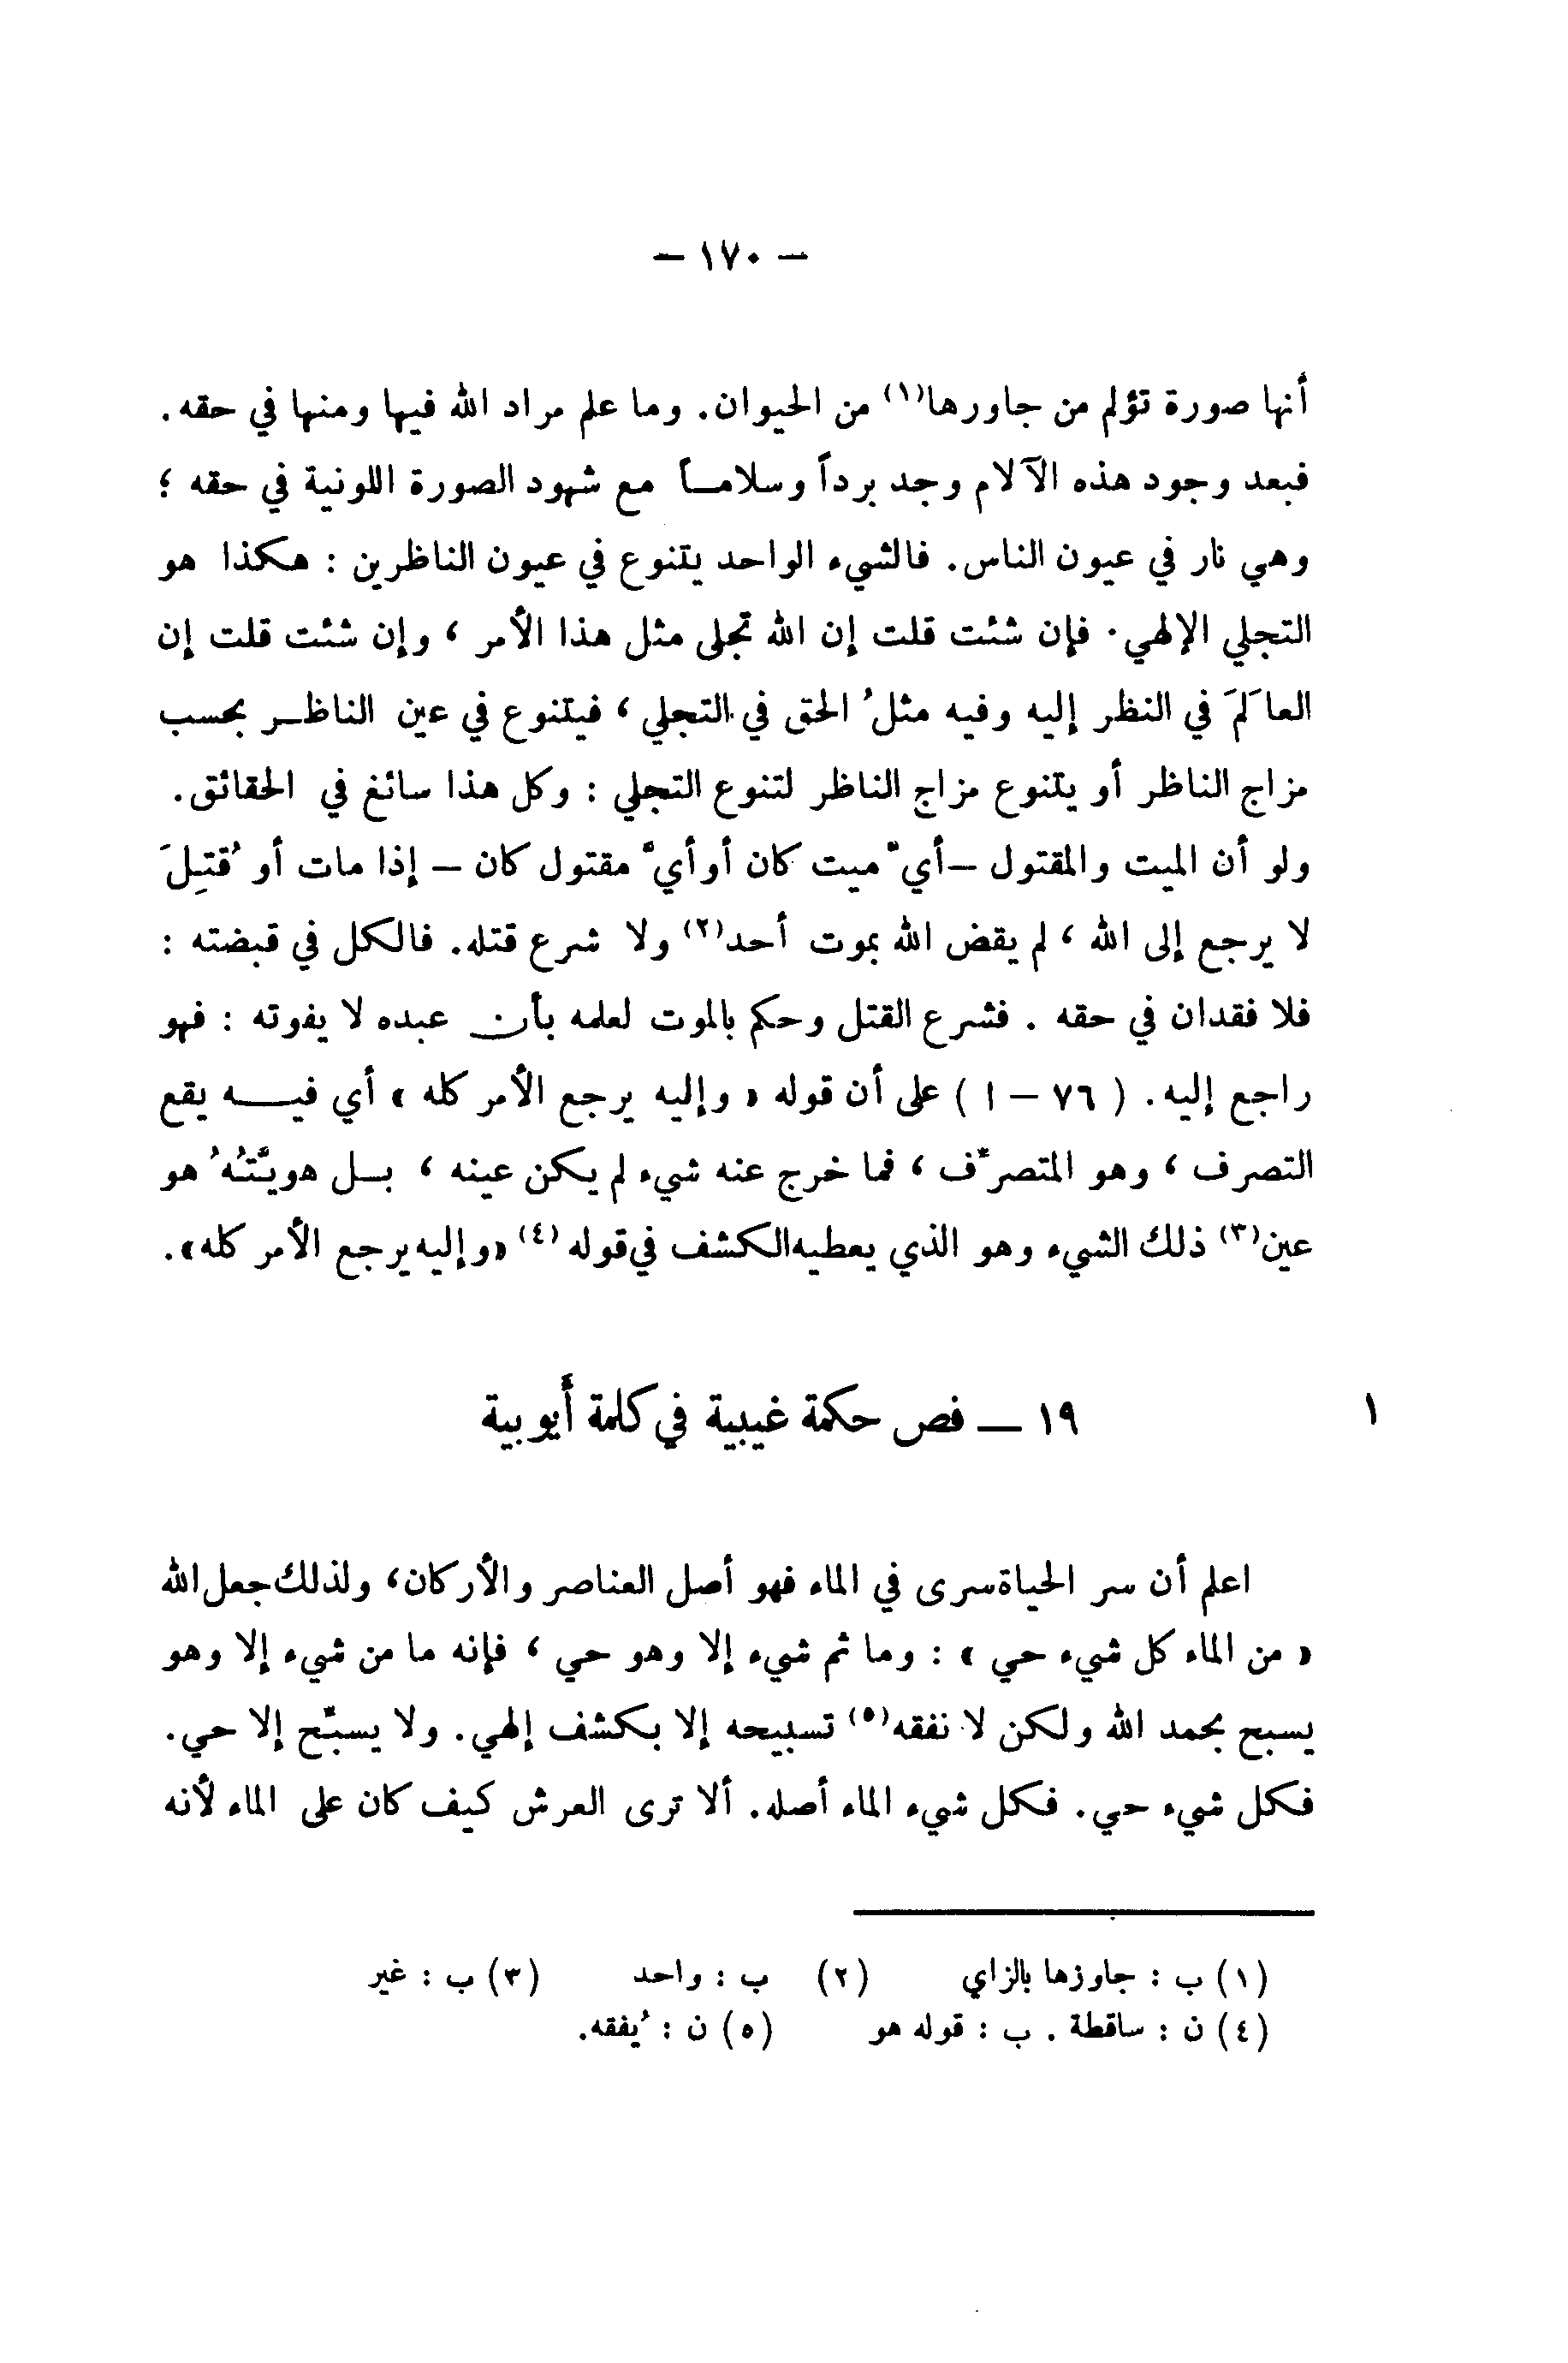 — ١٧٠ —
أنها صورة تؤلم من جاورها(١) من الحيوان. وما علم مراد الله فيها ومنها في حقه.
فبعد وجود هذه الآلام وجد برداً وسلامـاً مع شهود الصورة اللونية في حقه ؛
وهي نار في عيون الناس. فالشيء الواحد يتنوع في عيون الناظرين : هكذا هو
التجلي الإلهي. فإن شئت قلت إن الله تجلى مثل هذا الأمر ، وإن شئت قلت إن
العالَمَ في النظر إليه وفيه مثلُ الحق في التجلي ، فيتنوع في عين الناظـر بحسب
مزاج الناظر أو يتنوع مزاج الناظر لتنوع التجلي : وكل هذا سائغ في الحقائق.
ولو أن الميت والمقتول –أيّ ميت كان أو أيّ مقتول كان – إذا مات أو قُتِلَ
لا يرجع إلى الله ، لم يقض الله بموت أحد(٢) ولا شرع قتله. فالكل في قبضته :
فلا فقدان في حقه . فشرع القتل وحكم بالموت لعلمه بأن عبده لا يفوته : فهو
راجع إليه. ( ٧٦ – ا ) على أن قوله « وإليه يرجع الأمر كله » أي فيـــه يقع
التصرف ، وهو المتصرِّف ، فما خرج عنه شيء لم يكن عينه ، بـل هويَّتُهُ هو
عين(٣) ذلك الشيء وهو الذي يعطيه الكشف في قوله (٤) «وإليه يرجع الأمر كله».
١
١٩ — فص حكمة غيبية في كلمة أيوبية
اعلم أن سر الحياة سرى في الماء فهو أصل العناصر والأركان، ولذلك جعل الله
« من الماء كل شيء حي » : وما ثم شيء إلا وهو حي ، فإنه ما من شيء إلا وهو
يسبح بحمد الله ولكن لا نفقه(٥) تسبيحه إلا بكشف إلهي. ولا يسبِّح إلا حي.
فكل شيء حي. فكل شيء الماء أصله. ألا ترى العرش كيف كان على الماء لأنه
(١) ب : جاوزها بالزاي (٢) ب : واحد (٣) ب : غير
(٤) ن : ساقطة . ب : قوله هو (٥) ن : يُفقه.